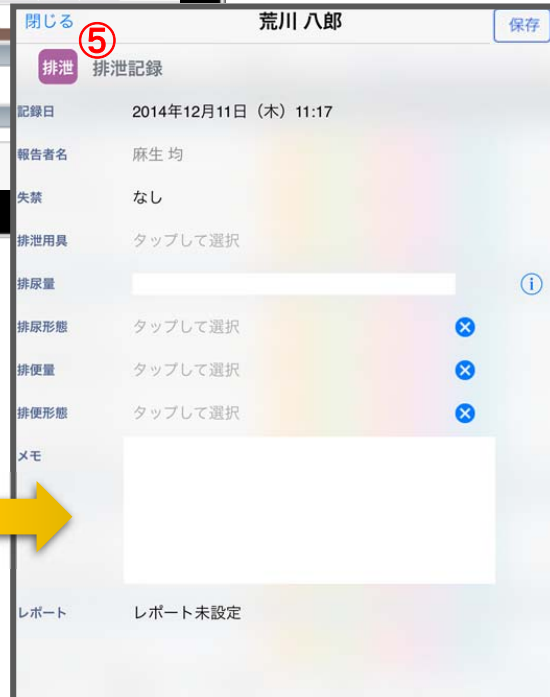 閉じる 荒川 八郎 保存
⑤
排泄 排泄記録
記録日 2014年12月11日（木）11:17
報告者名 麻生 均
失禁 なし
排泄用具 タップして選択
排尿量
排尿形態 タップして選択
排便量 タップして選択
排便形態 タップして選択
メモ
レポート レポート未設定